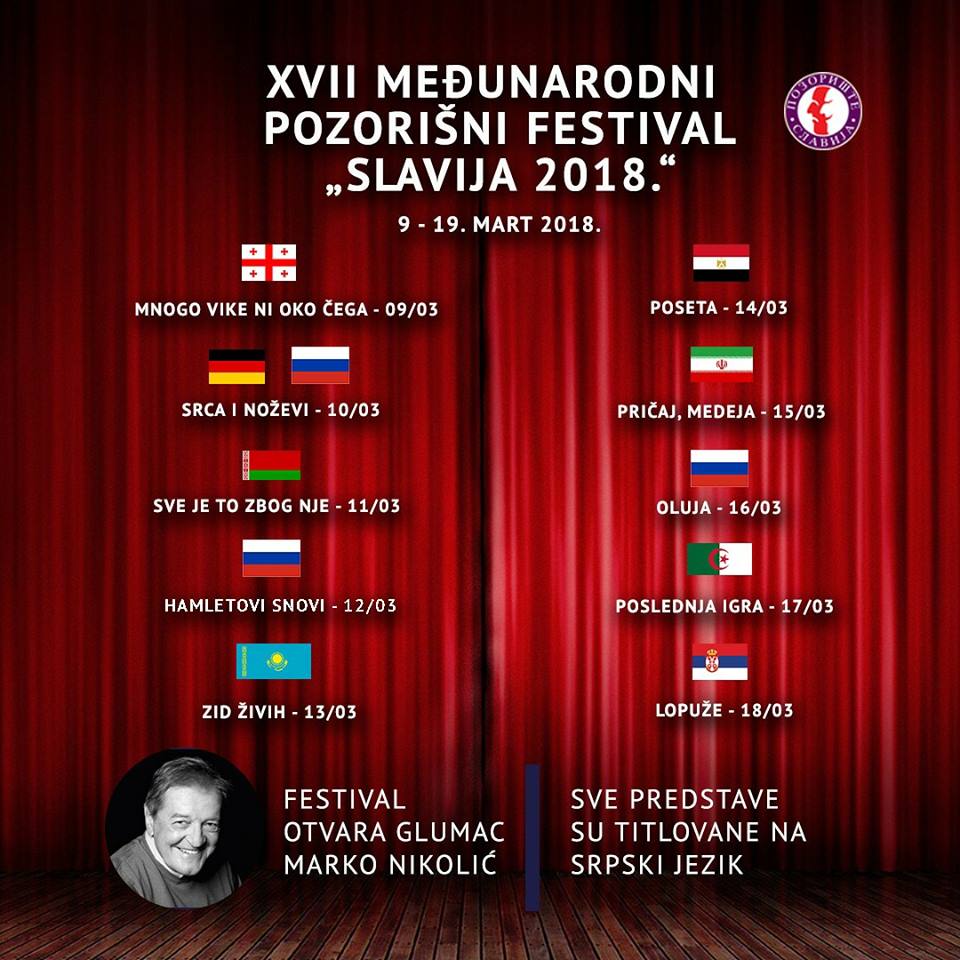 XVII MEĐUNARODNI
POZORIŠNI FESTIVAL
„SLAVIJA 2018.“
ПОЗОРИШТЕ
СЛАВИЈА
9 - 19. MART 2018.
MNOGO VIKE NI OKO ČEGA - 09/03
SRCA I NOŽEVI - 10/03
SVE JE TO ZBOG NJE - 11/03
HAMLETOVI SNOVI - 12/03
ZID ŽIVIH - 13/03
POSETA - 14/03
PRIČAJ, MEDEJA - 15/03
OLUJA - 16/03
POSLEDNJA IGRA - 17/03
LOPUŽE - 18/03
FESTIVAL
OTVARA GLUMAC
MARKO NIKOLIĆ
SVE PREDSTAVE
SU TITLOVANE NA
SRPSKI JEZIK